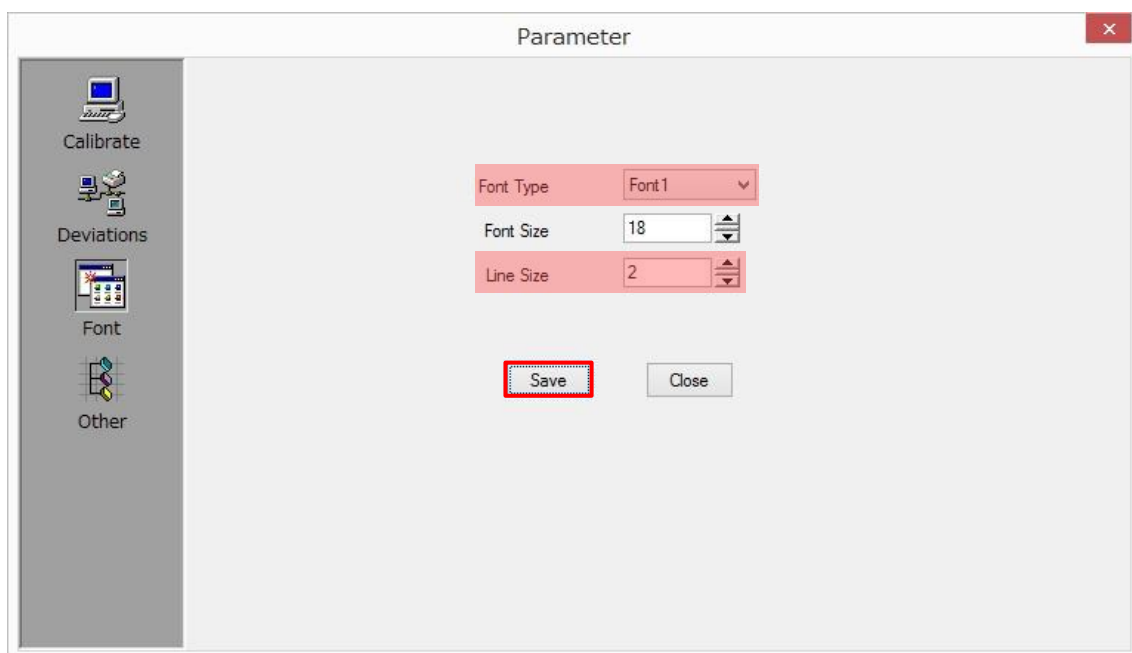 Parameter
Calibrate
Deviations
Font
Other
Font Type Font1
Font Size 18
Line Size 2
Save Close